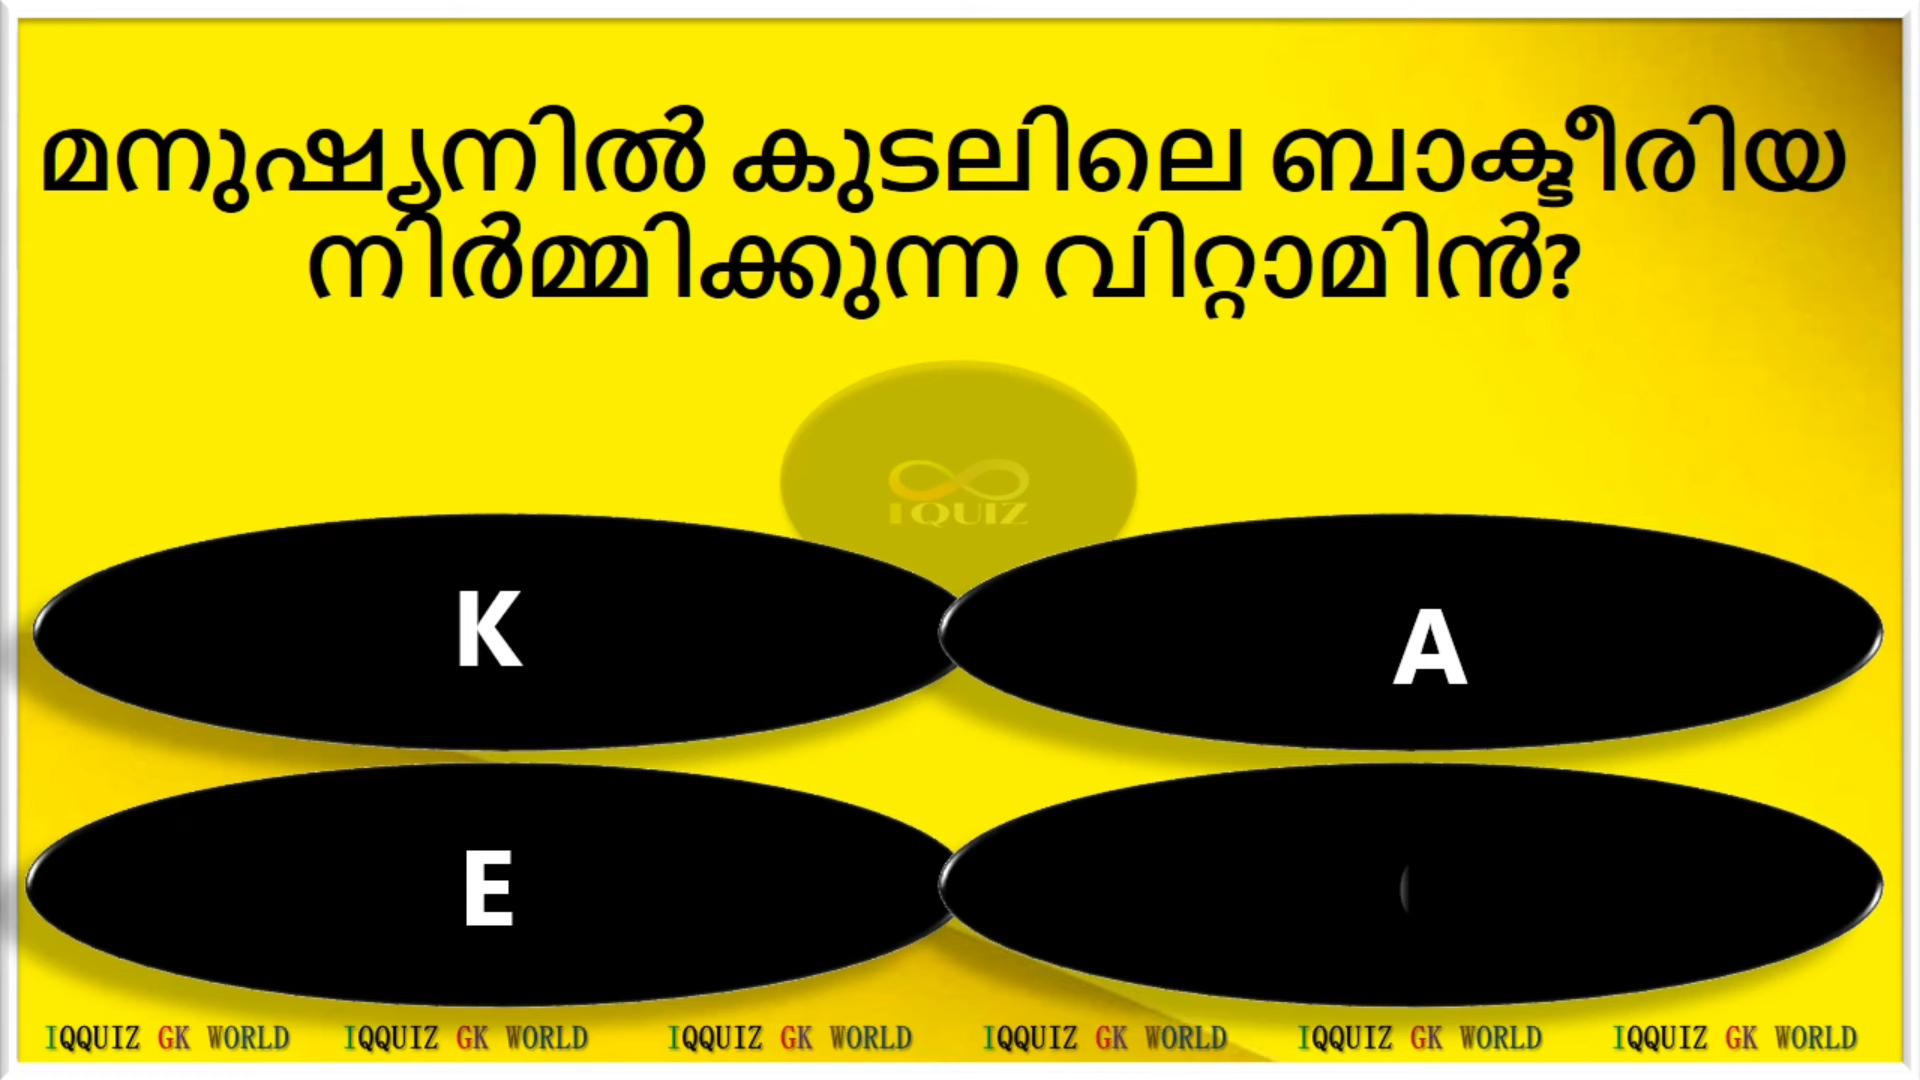 മനുഷ്യനിൽ കുടലിലെ ബാക്ടീരിയ
നിർമ്മിക്കുന്ന വിറ്റാമിൻ?
IQUIZ
K
A
E
IQQUIZ GK WORLD IQQUIZ GK WORLD IQQUIZ GK WORLD IQQUIZ GK WORLD IQQUIZ GK WORLD IQQUIZ GK WORLD